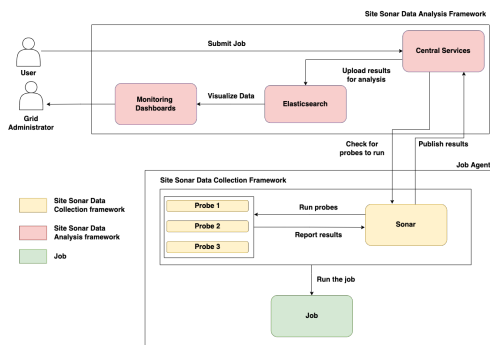 Site Sonar Data Analysis Framework
Submit Job
Central Services
User
Upload results
for analysis
Monitoring
Dashboards
Visualize Data
Elasticsearch
Grid
Administrator
Check for
probes to run
Publish results
Job Agent
Site Sonar Data Collection Framework
Site Sonar Data
Collection framework
Probe 1
Run probes
Probe 2
Sonar
Report results
Probe 3
Site Sonar Data
Analysis framework
Job
Run the job
Job